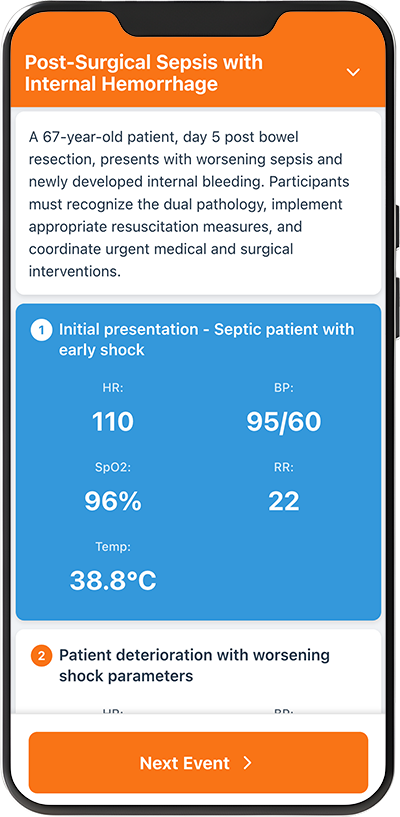 Post-Surgical Sepsis with
Internal Hemorrhage
A 67-year-old patient, day 5 post bowel
resection, presents with worsening sepsis and
newly developed internal bleeding. Participants
must recognize the dual pathology, implement
appropriate resuscitation measures, and
coordinate urgent medical and surgical
interventions.
1 Initial presentation - Septic patient with
early shock
HR: BP:
110 95/60
SpO2: RR:
96% 22
Temp:
38.8°C
2 Patient deterioration with worsening
shock parameters
HR: BP:
Next Event